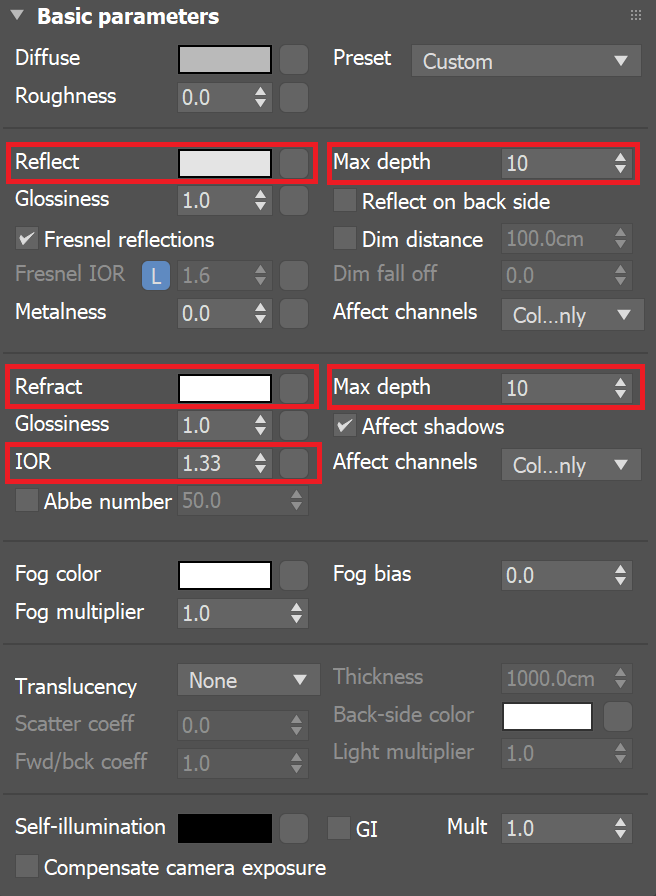 Basic parameters
Diffuse Preset Custom
Roughness 0.0
Reflect Max depth 10
Glossiness 1.0 Reflect on back side
Fresnel reflections Dim distance 100.0cm
Fresnel IOR L 1.6 Dim fall off 0.0
Metalness 0.0 Affect channels Col...nly
Refract Max depth 10
Glossiness 1.0 Affect shadows
IOR 1.33 Affect channels Col...nly
Abbe number 50.0
Fog color Fog bias 0.0
Fog multiplier 1.0
Translucency None Thickness 1000.0cm
Scatter coeff 0.0 Back-side color
Fwd/bck coeff 1.0 Light multiplier 1.0
Self-illumination GI Mult 1.0
Compensate camera exposure